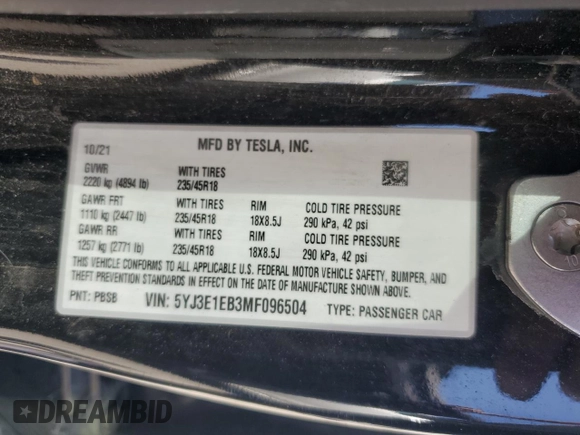 MFD BY TESLA, INC.
10/21
GVWR WITH TIRES
2220 kg (4894 lb) 235/45R18
GAWR FRT WITH TIRES RIM COLD TIRE PRESSURE
1110 kg (2447 lb) 235/45R18 18X8.5J 290 kPa, 42 psi
GAWR RR WITH TIRES RIM COLD TIRE PRESSURE
1257 kg (2771 lb) 235/45R18 18X8.5J 290 kPa, 42 psi
THIS VEHICLE CONFORMS TO ALL APPLICABLE U.S. FEDERAL MOTOR VEHICLE SAFETY, BUMPER, AND
THEFT PREVENTION STANDARDS IN EFFECT ON THE DATE OF MANUFACTURE SHOWN ABOVE.
PNT: PBSB VIN: 5YJ3E1EB3MF096504 TYPE: PASSENGER CAR
DREAMBID